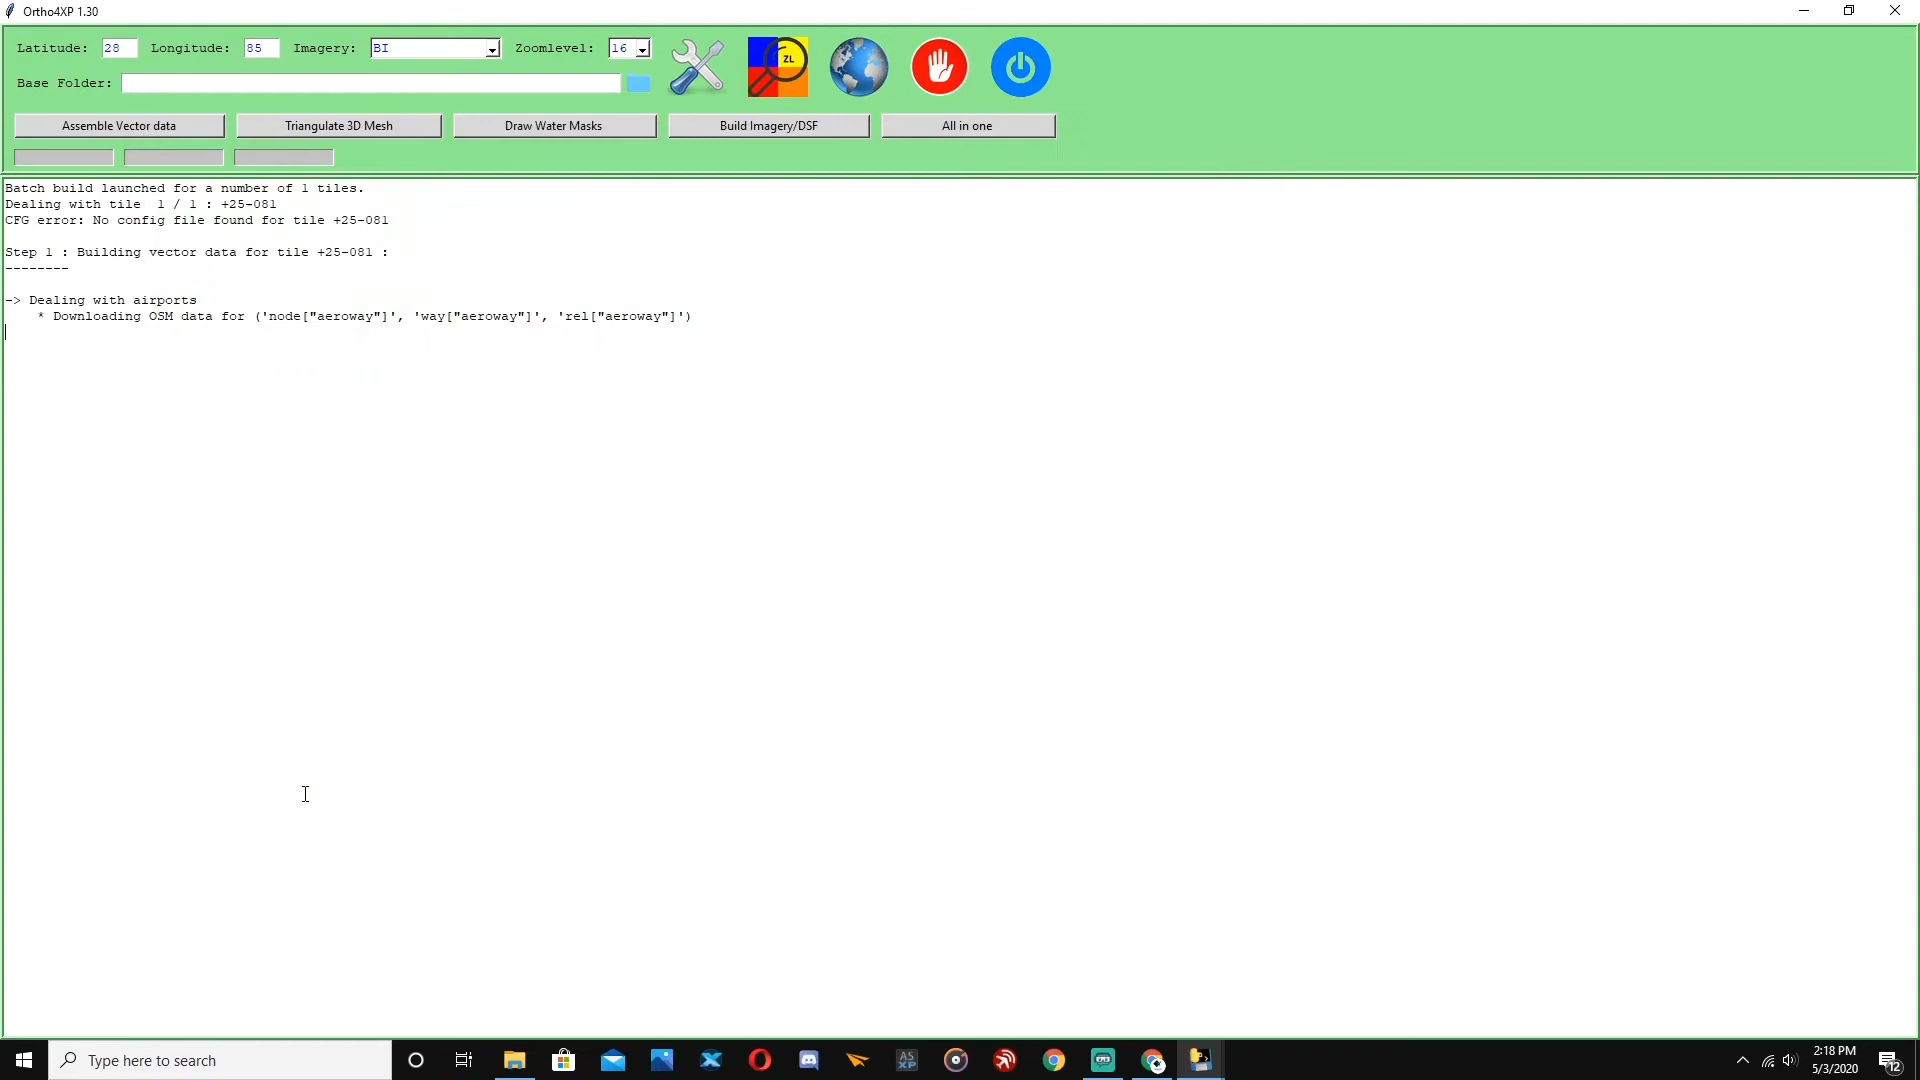 Ortho4XP 1.30
Latitude: 28 Longitude: 85 Imagery: BI Zoomlevel: 16
ZL
Base Folder:
Assemble Vector data Triangulate 3D Mesh Draw Water Masks Build Imagery/DSF All in one
Batch build launched for a number of 1 tiles.
Dealing with tile  1 / 1 : +25-081
CFG error: No config file found for tile +25-081
Step 1 : Building vector data for tile +25-081 :
--------
-> Dealing with airports
* Downloading OSM data for ('node["aeroway"]', 'way["aeroway"]', 'rel["aeroway"]')
Type here to search
AS
XP
2:18 PM
5/3/2020
12